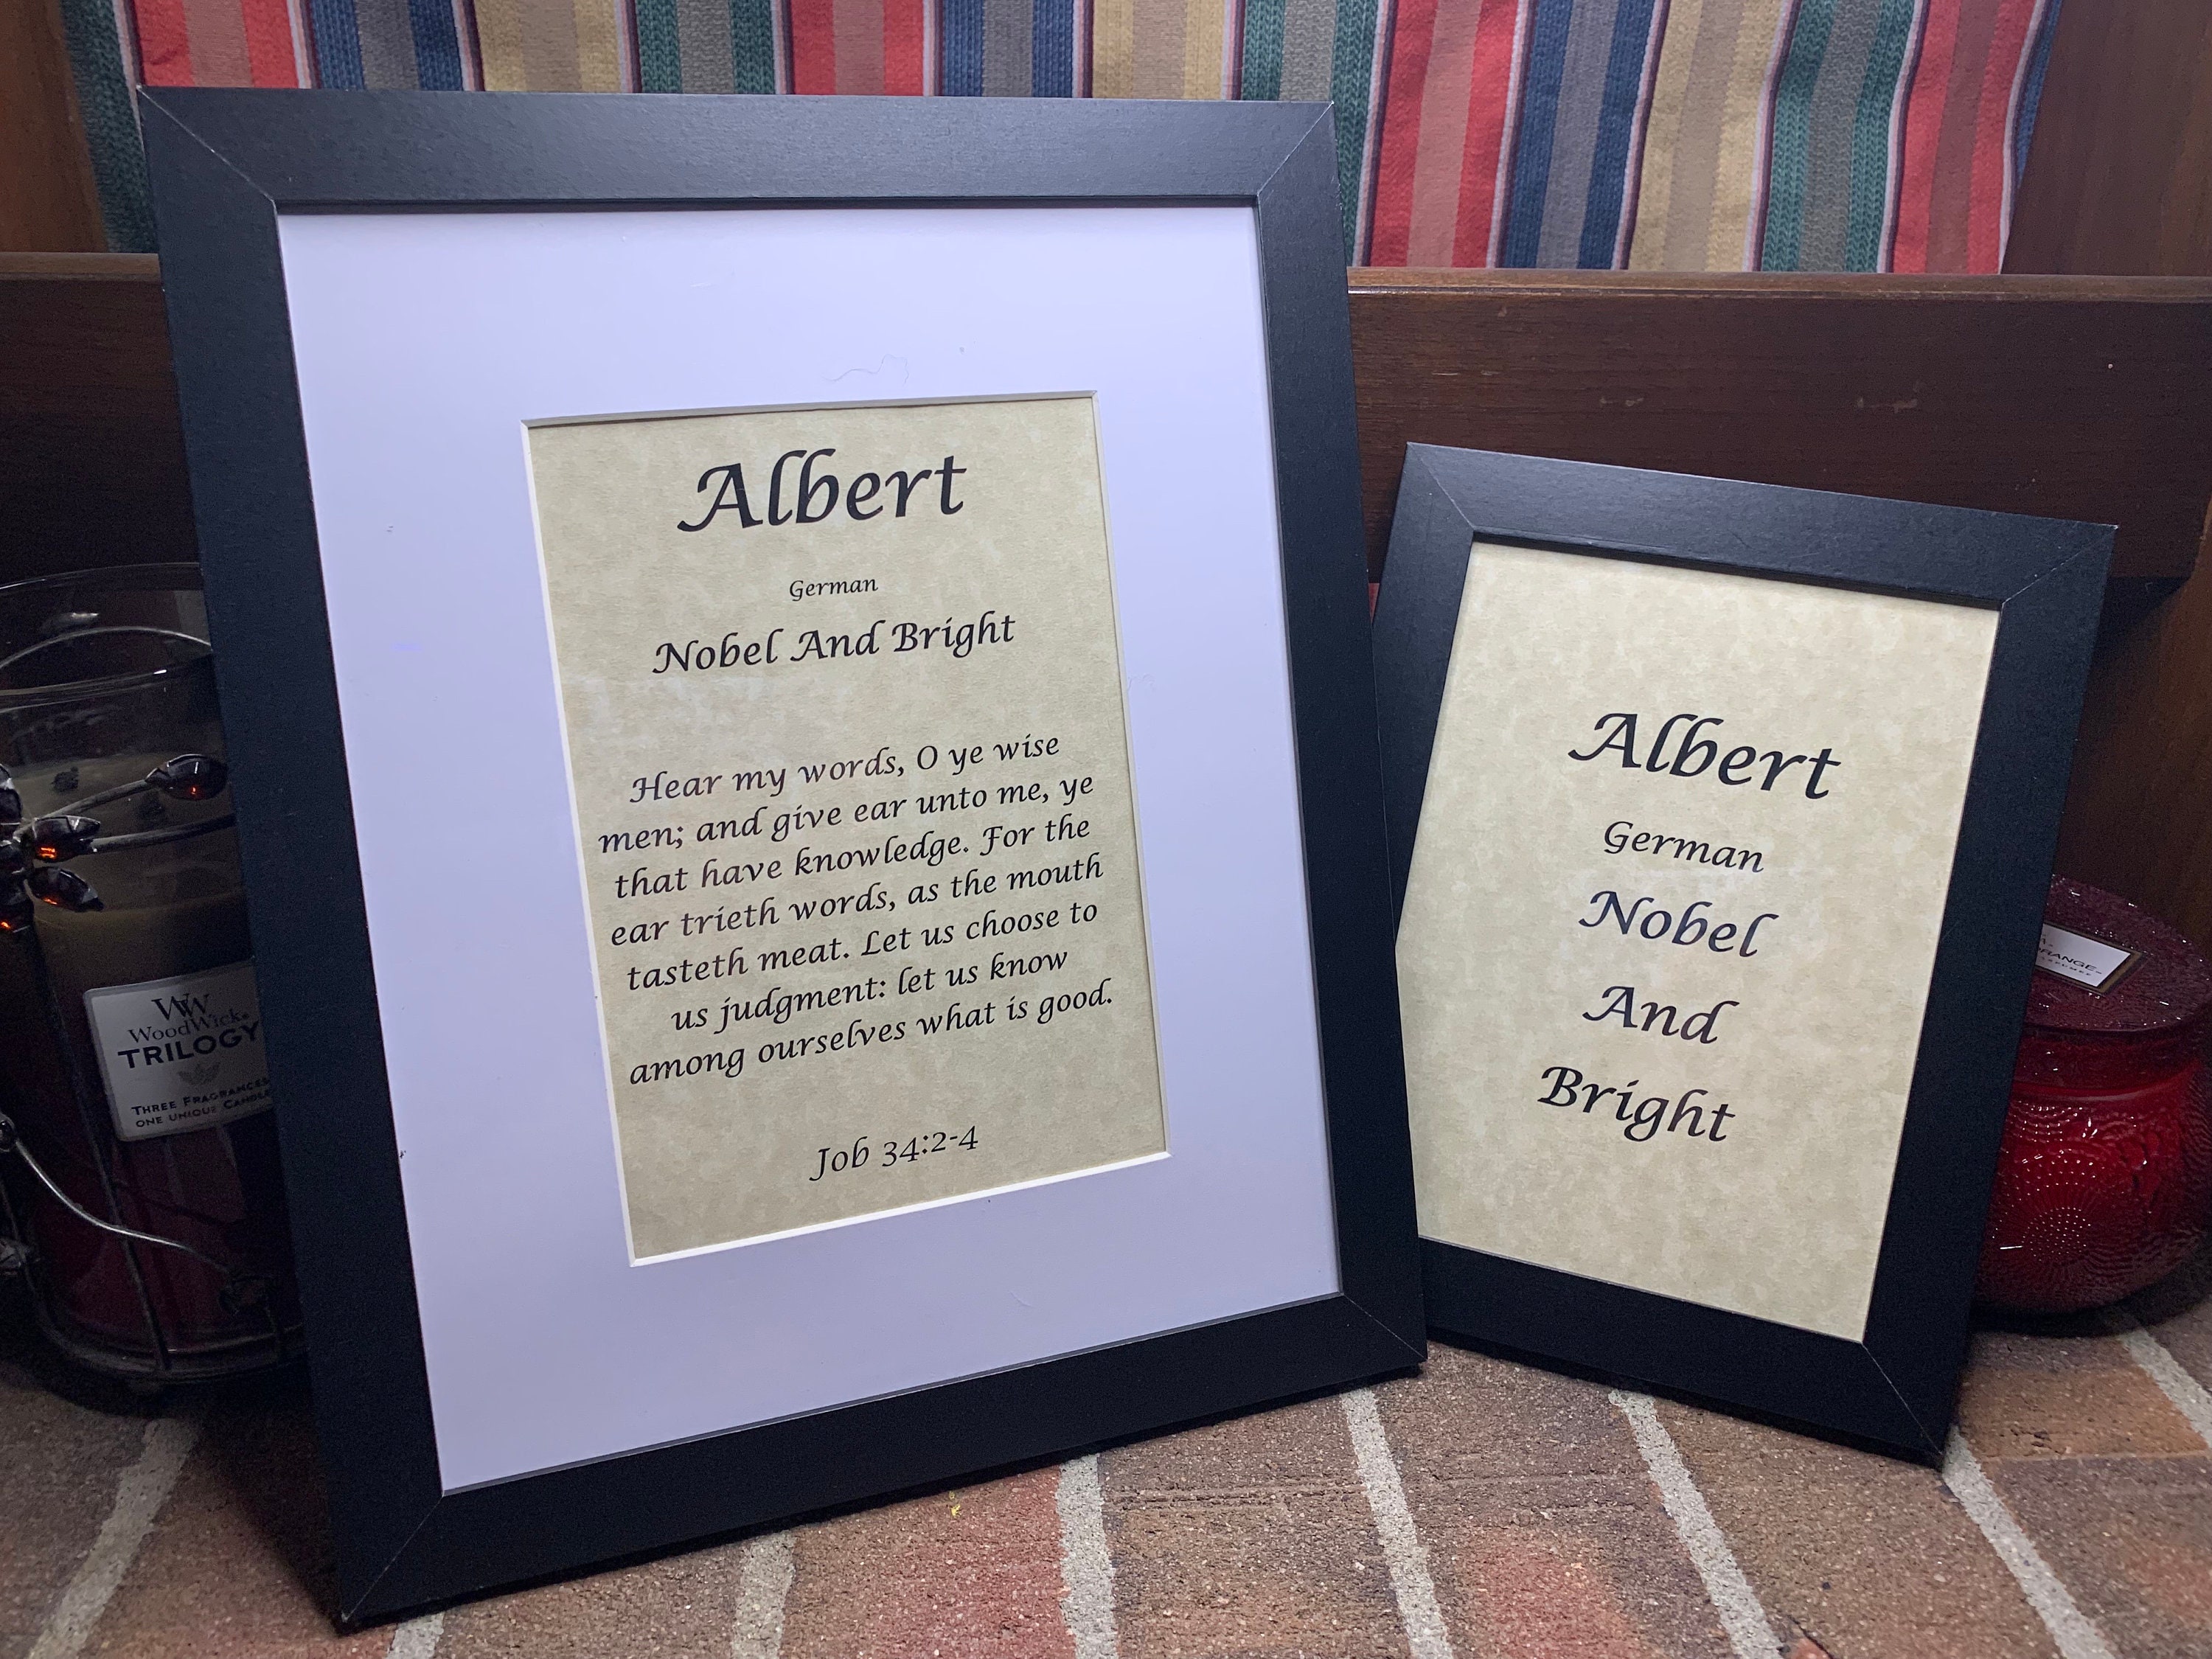 Albert
German
Nobel And Bright
Hear my words, O ye wise
men; and give ear unto me, ye
that have knowledge. For the
ear trieth words, as the mouth
tasteth meat. Let us choose to
us judgment: let us know
among ourselves what is good.
Job 34:2-4
Albert
German
Nobel
And
Bright
WW
WoodWick
TRILOGY
THREE FRAGRANCES
ONE UNIQUE CANDLE